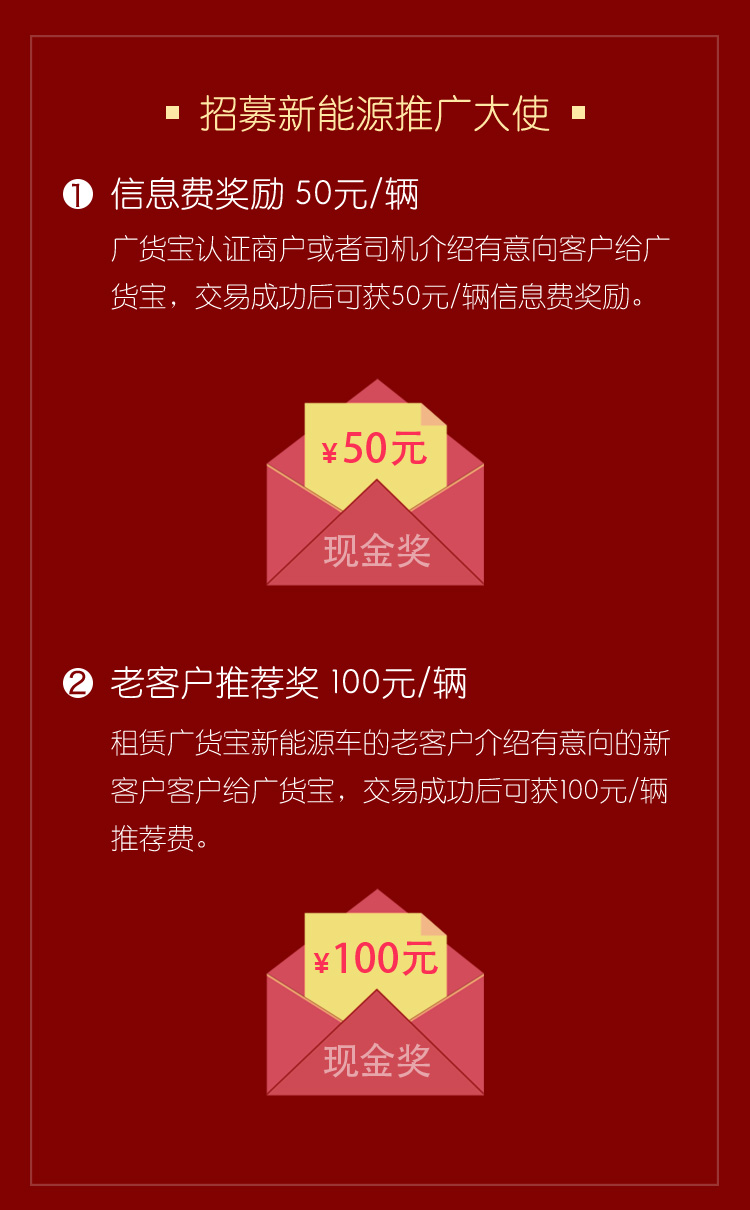 招募新能源推广大使
❶ 信息费奖励 50元/辆
广货宝认证商户或者司机介绍有意向客户给广
货宝，交易成功后可获50元/辆信息费奖励。
¥50元
现金奖
❷ 老客户推荐奖 100元/辆
租赁广货宝新能源车的老客户介绍有意向的新
客户客户给广货宝，交易成功后可获100元/辆
推荐费。
¥100元
现金奖